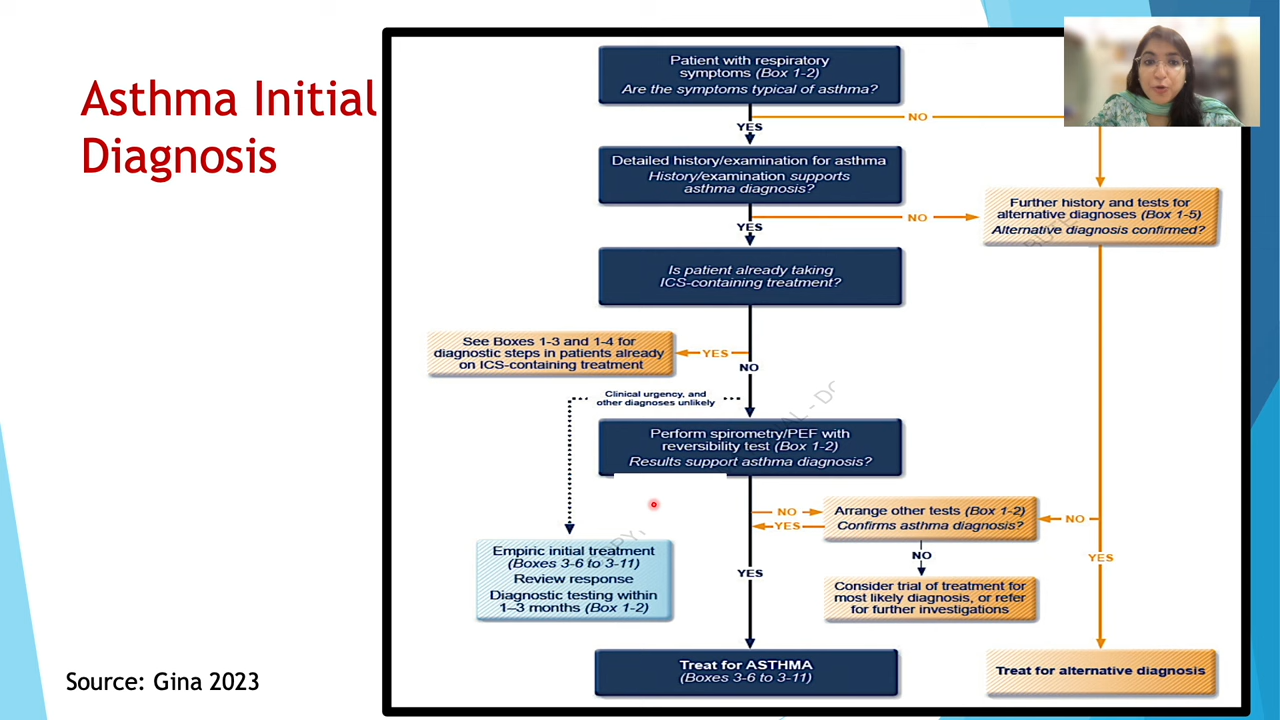 Asthma Initial
Diagnosis
Patient with respiratory
symptoms (Box 1-2)
Are the symptoms typical of asthma?
NO
YES
Detailed history/examination for asthma
History/examination supports
asthma diagnosis?
NO
YES
Further history and tests for
alternative diagnoses (Box 1-5)
Alternative diagnosis confirmed?
Is patient already taking
ICS-containing treatment?
See Boxes 1-3 and 1-4 for
diagnostic steps in patients already
on ICS-containing treatment
YES
NO
Clinical urgency, and
other diagnoses unlikely
Perform spirometry/PEF with
reversibility test (Box 1-2)
Results support asthma diagnosis?
NO
YES
Arrange other tests (Box 1-2)
Confirms asthma diagnosis?
NO
YES
NO
Empiric initial treatment
(Boxes 3-6 to 3-11)
Review response
Diagnostic testing within
1–3 months (Box 1-2)
YES
Consider trial of treatment for
most likely diagnosis, or refer
for further investigations
Treat for ASTHMA
(Boxes 3-6 to 3-11)
Treat for alternative diagnosis
Source: Gina 2023